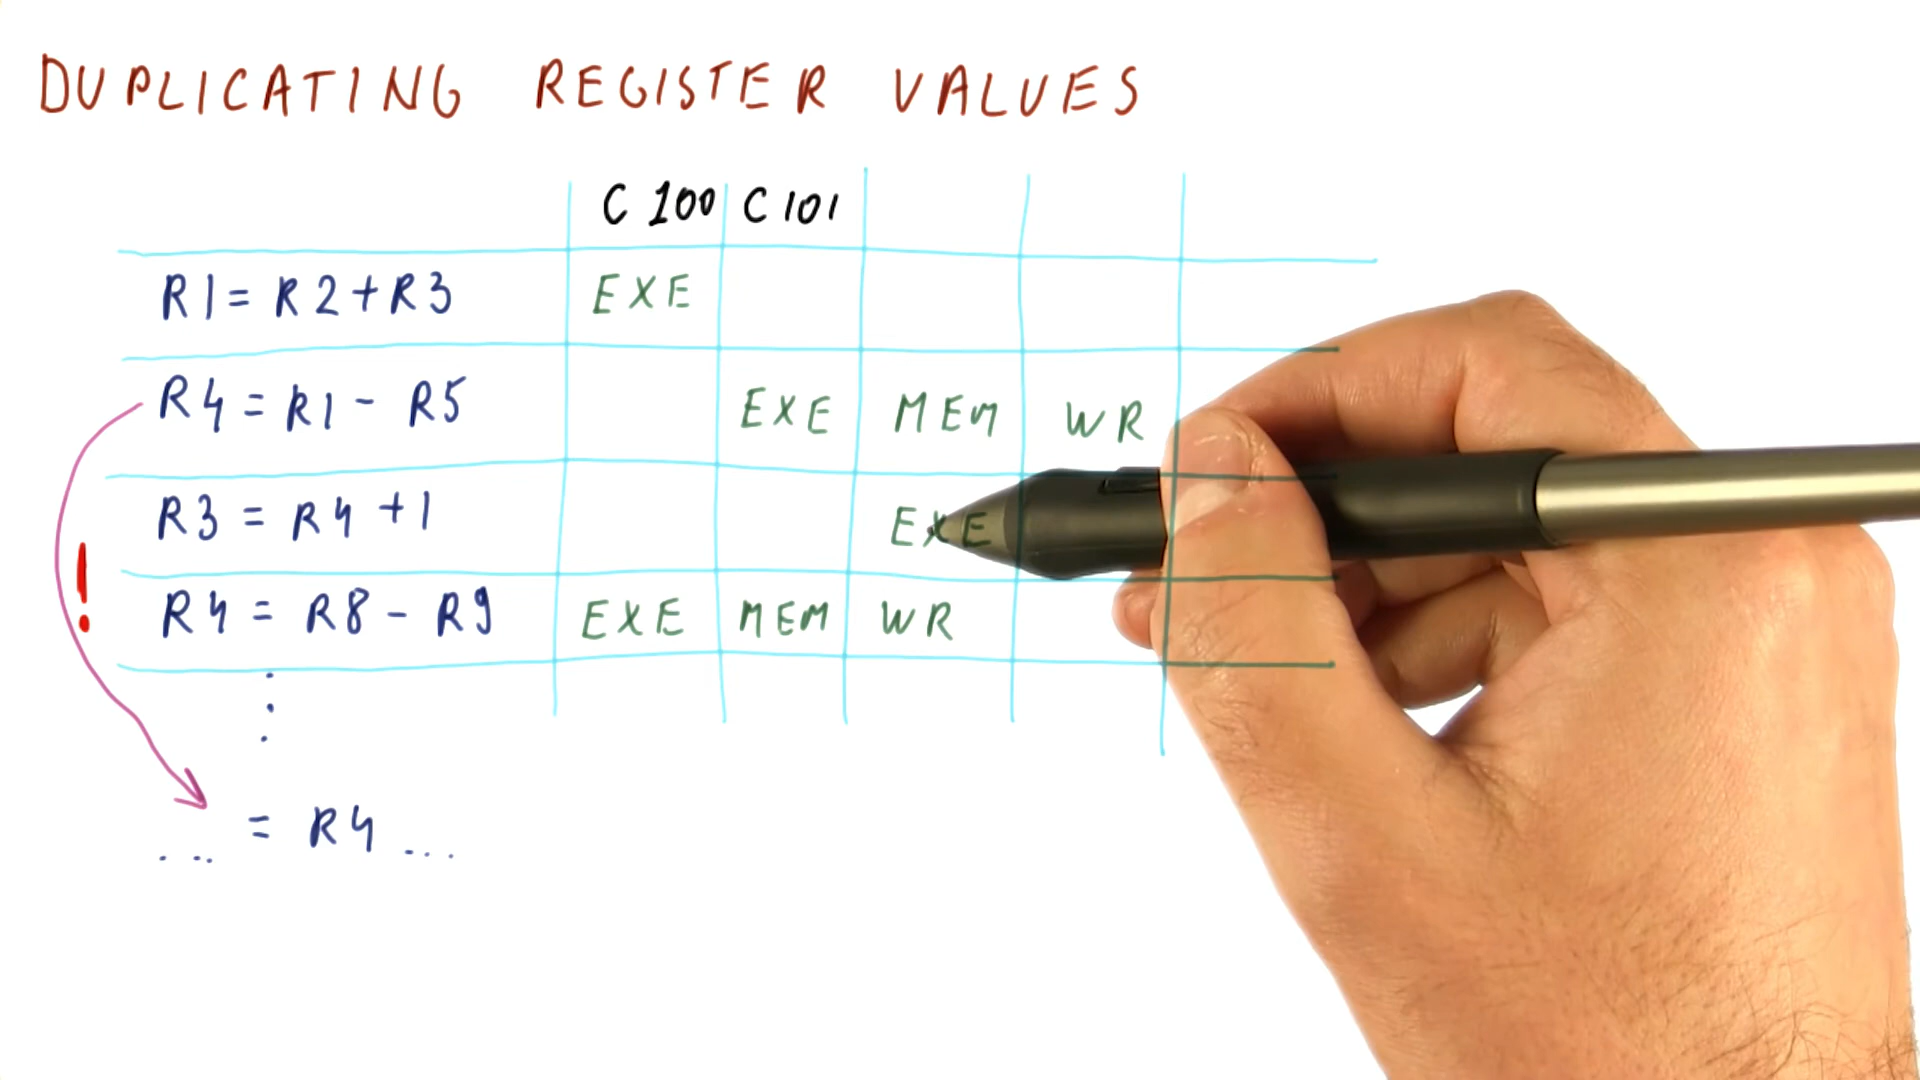 DUPLICATING REGISTER VALUES
C 100 C 101
R1 = R2 + R3 EXE
R4 = R1 - R5 EXE MEM WR
R3 = R4 + 1 EXE
! R4 = R8 - R9 EXE MEM WR
... = R4 ...